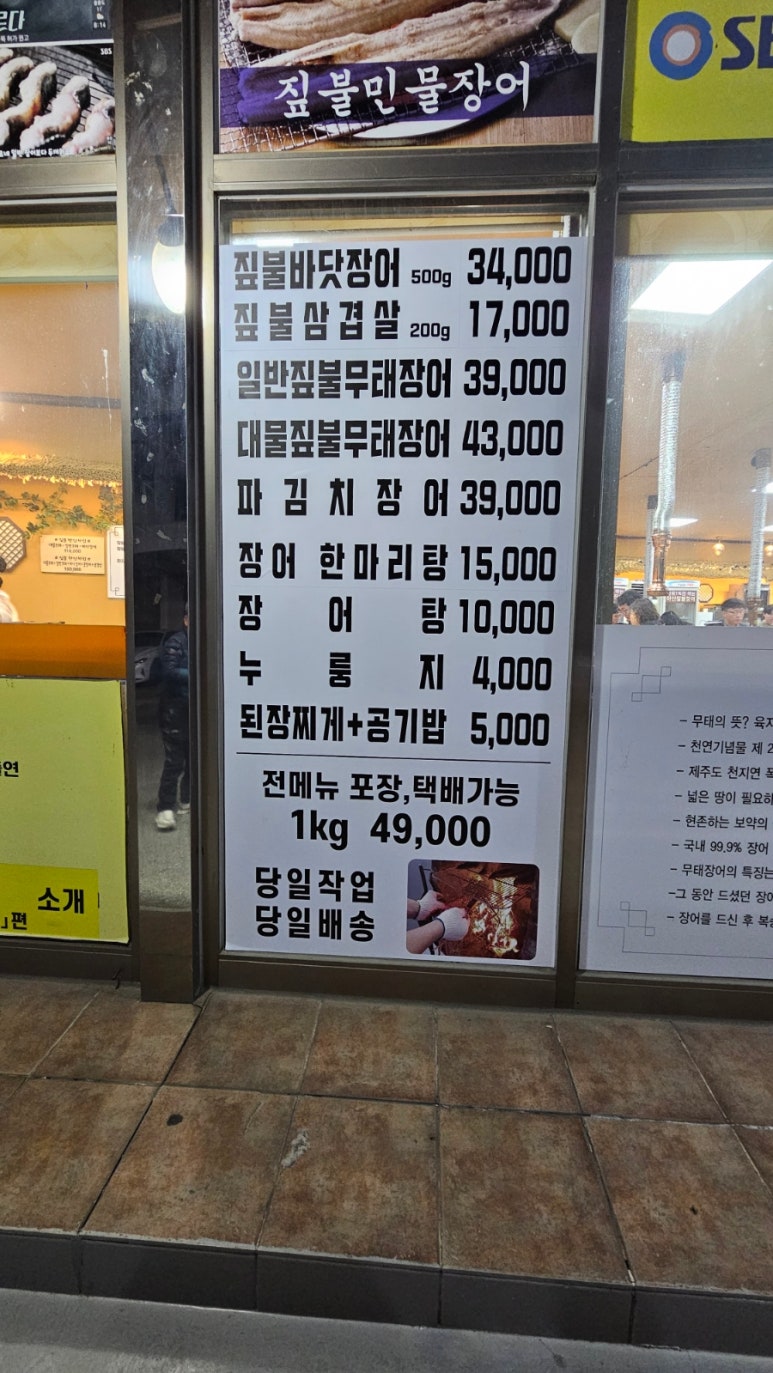 짚불민물장어
SBS
짚불바닷장어 500g 34,000
짚불삼겹살 200g 17,000
일반짚불무태장어 39,000
대물짚불무태장어 43,000
파김치장어 39,000
장어 한마리탕 15,000
장어탕 10,000
누룽지 4,000
된장찌게+공기밥 5,000
전메뉴 포장,택배가능
1kg 49,000
당일작업
당일배송
소개
」편
- 무태의 뜻?
- 천연기념물 제
- 제주도 천지연
- 넓은 땅이 필요
- 현존하는 보약의
- 국내 99.9% 장어
- 무태장어의 특징는
-그 동안 드셨던
- 장어를 드신 후